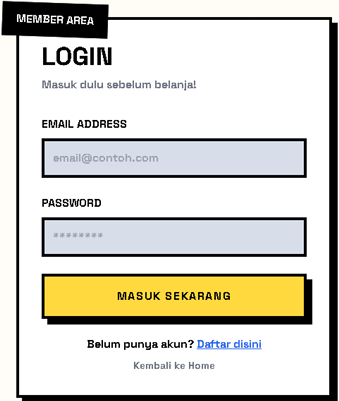 MEMBER AREA
LOGIN
Masuk dulu sebelum belanja!
EMAIL ADDRESS
email@contoh.com
PASSWORD
********
MASUK SEKARANG
Belum punya akun? Daftar disini
Kembali ke Home